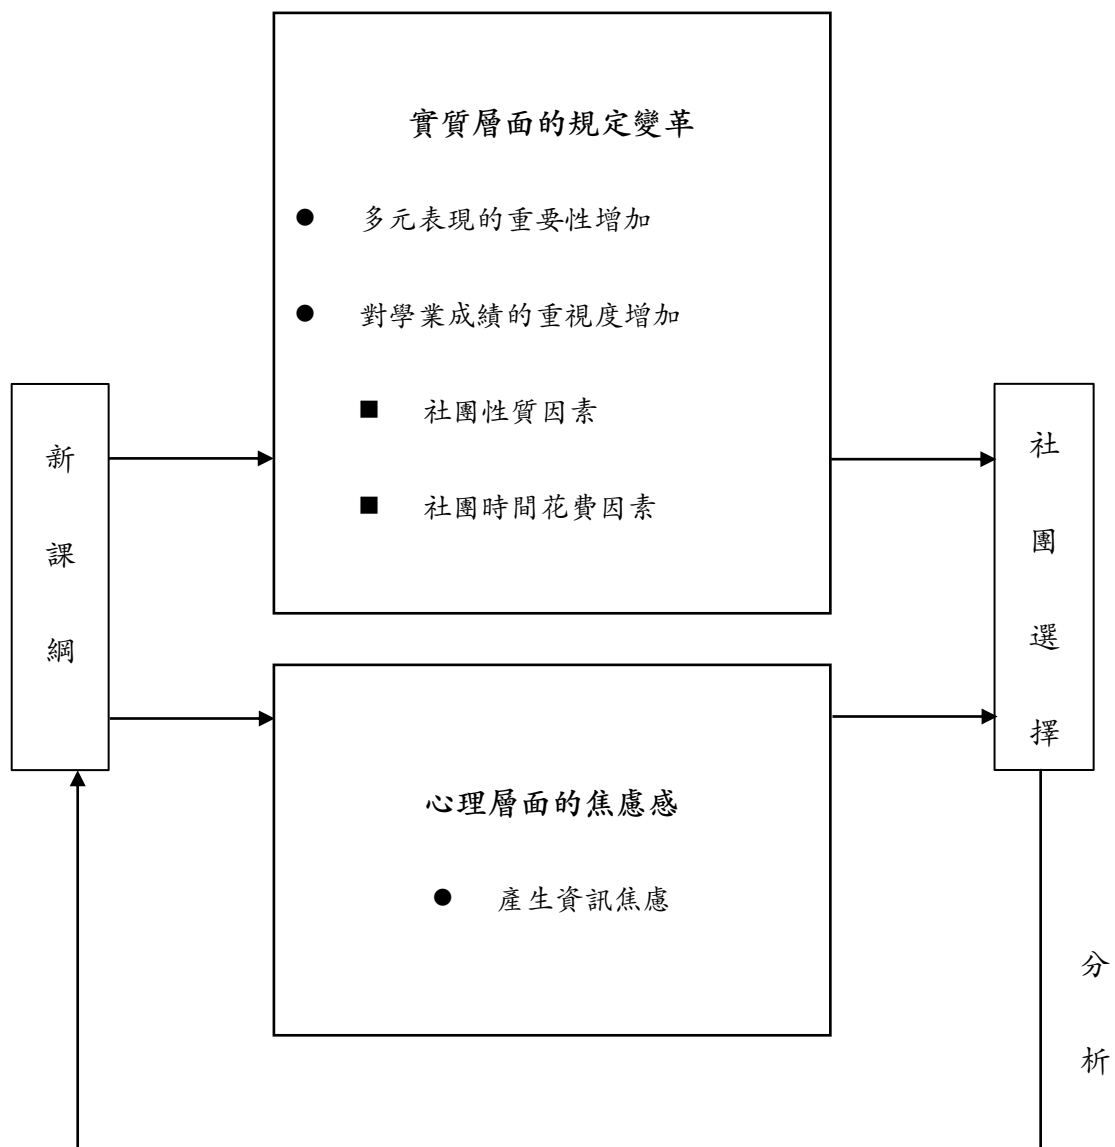 實質層面的規定變革
● 多元表現的重要性增加
● 對學業成績的重視度增加
■ 社團性質因素
■ 社團時間花費因素
新課綱
社團選擇
心理層面的焦慮感
● 產生資訊焦慮
分析